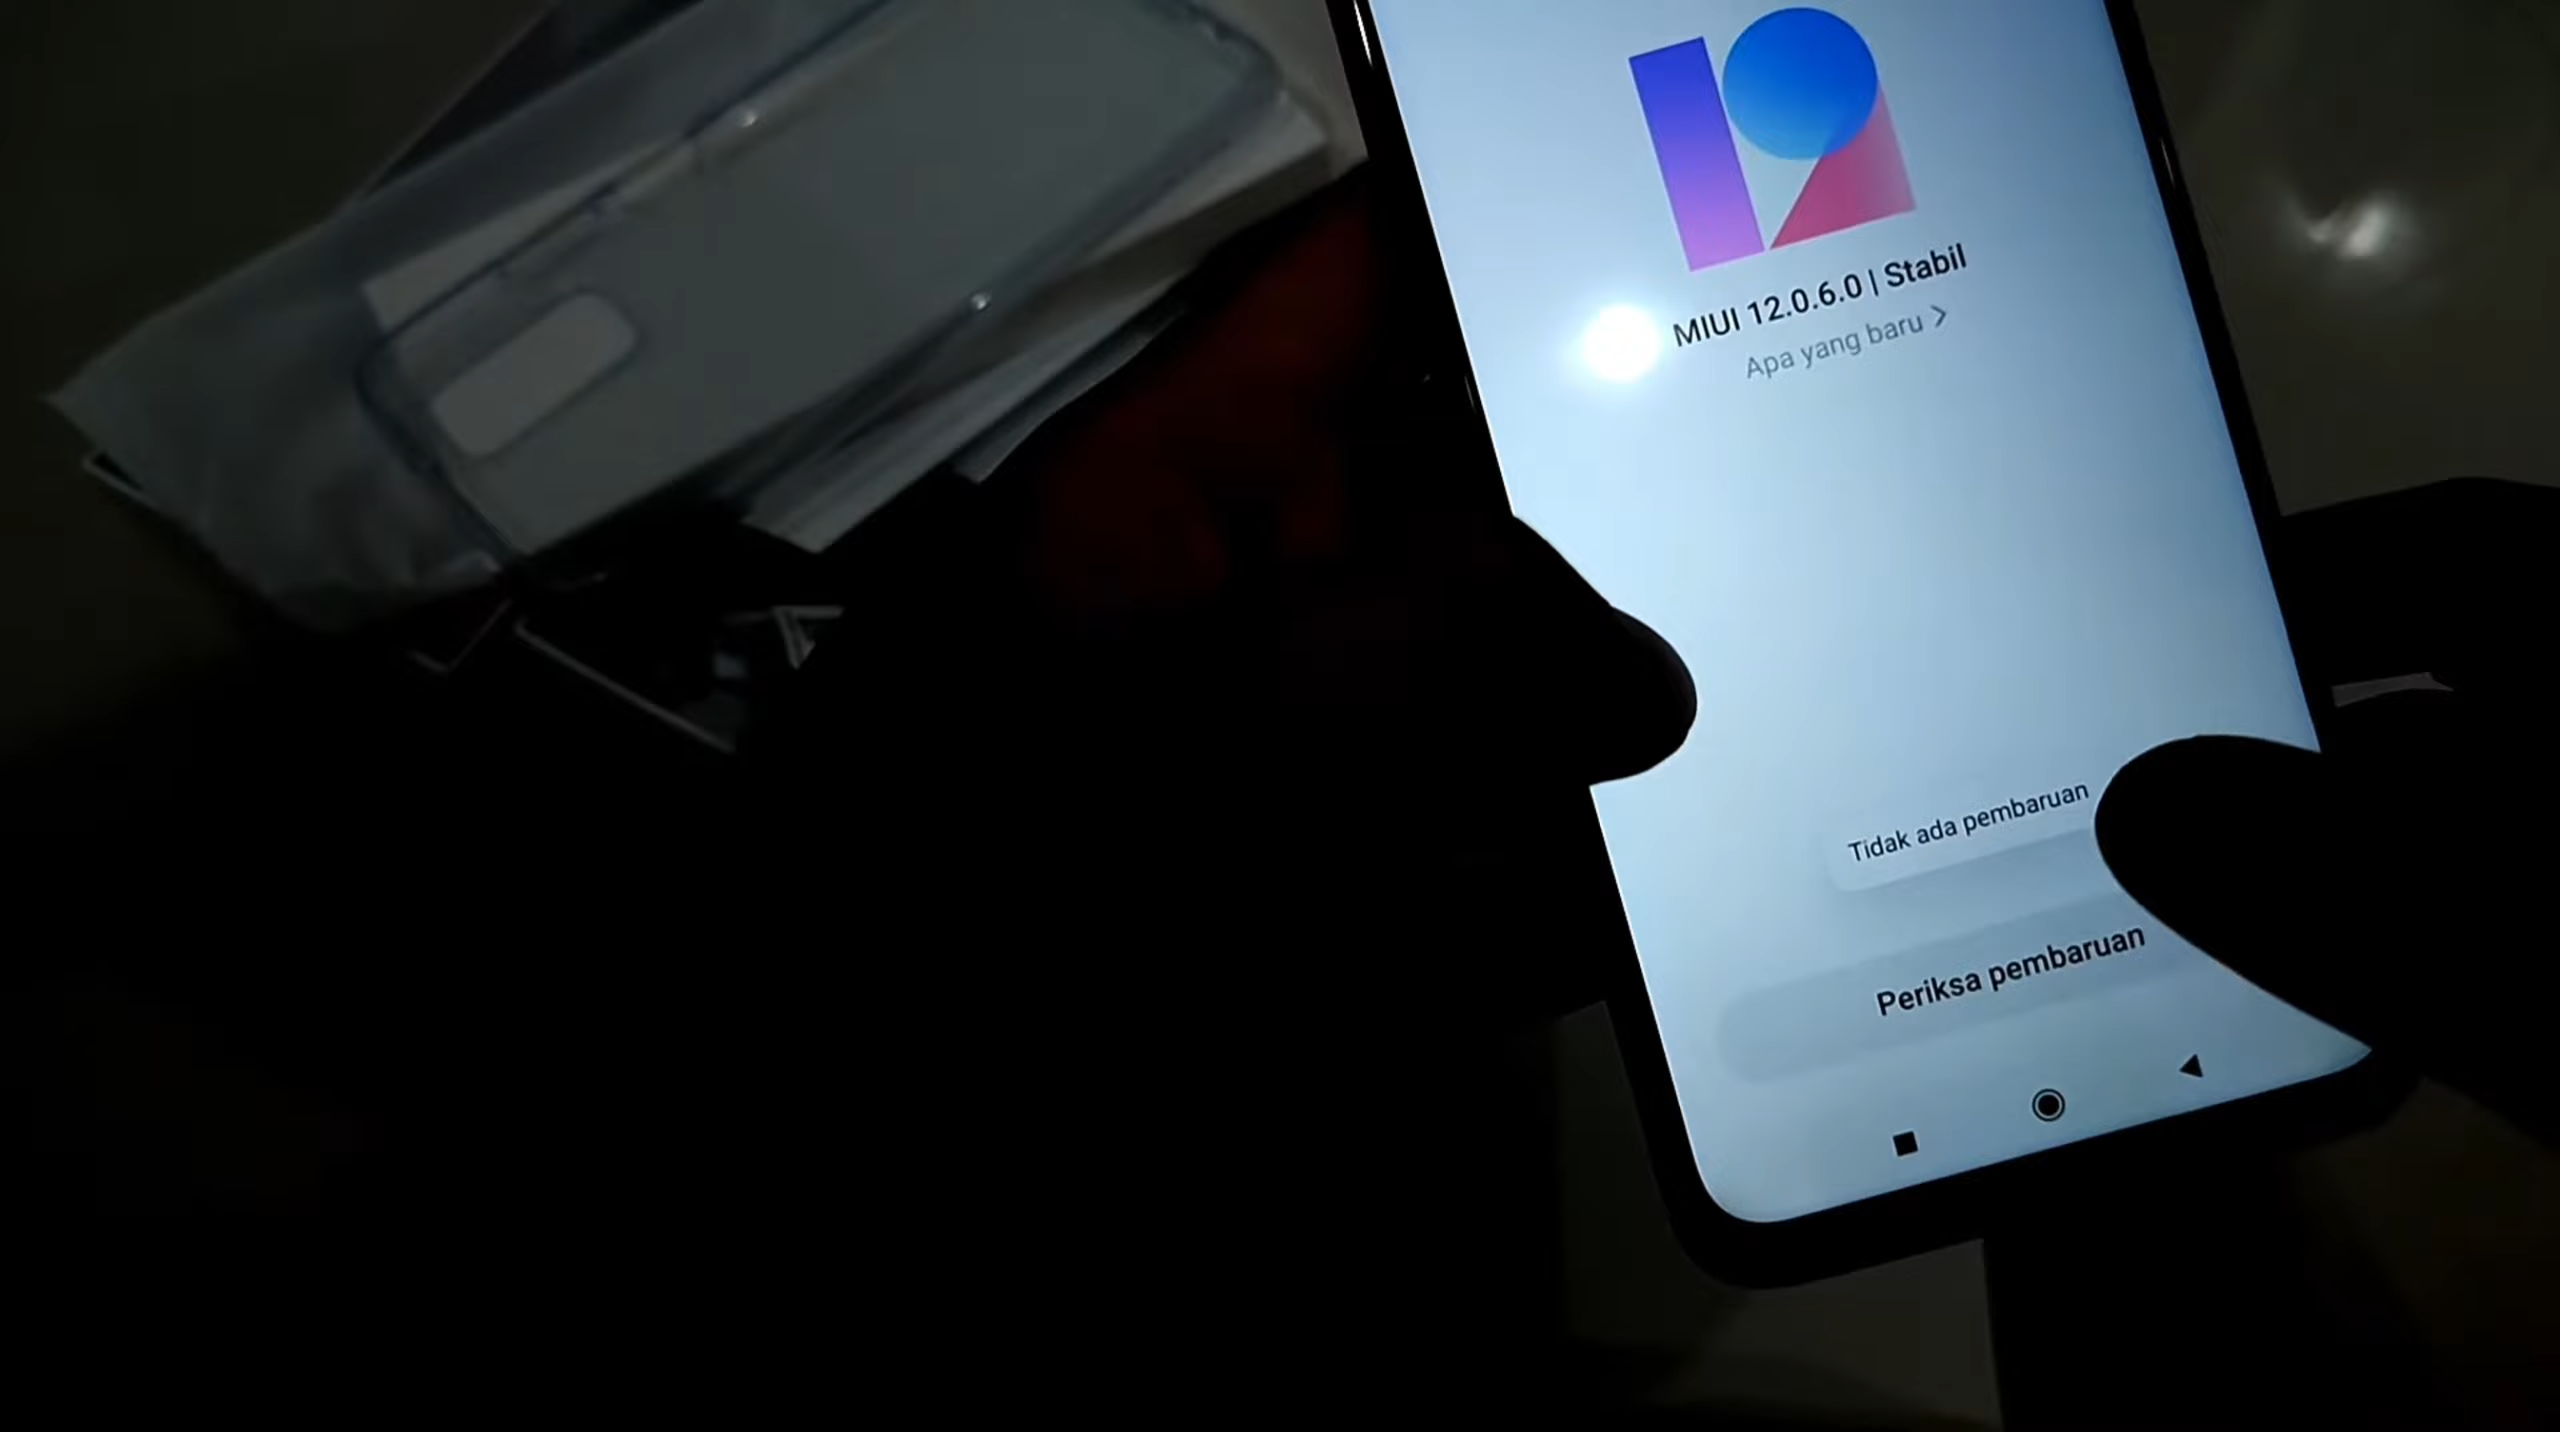 MIUI 12.0.6.0 | Stabil
Apa yang baru >
Tidak ada pembaruan
Periksa pembaruan